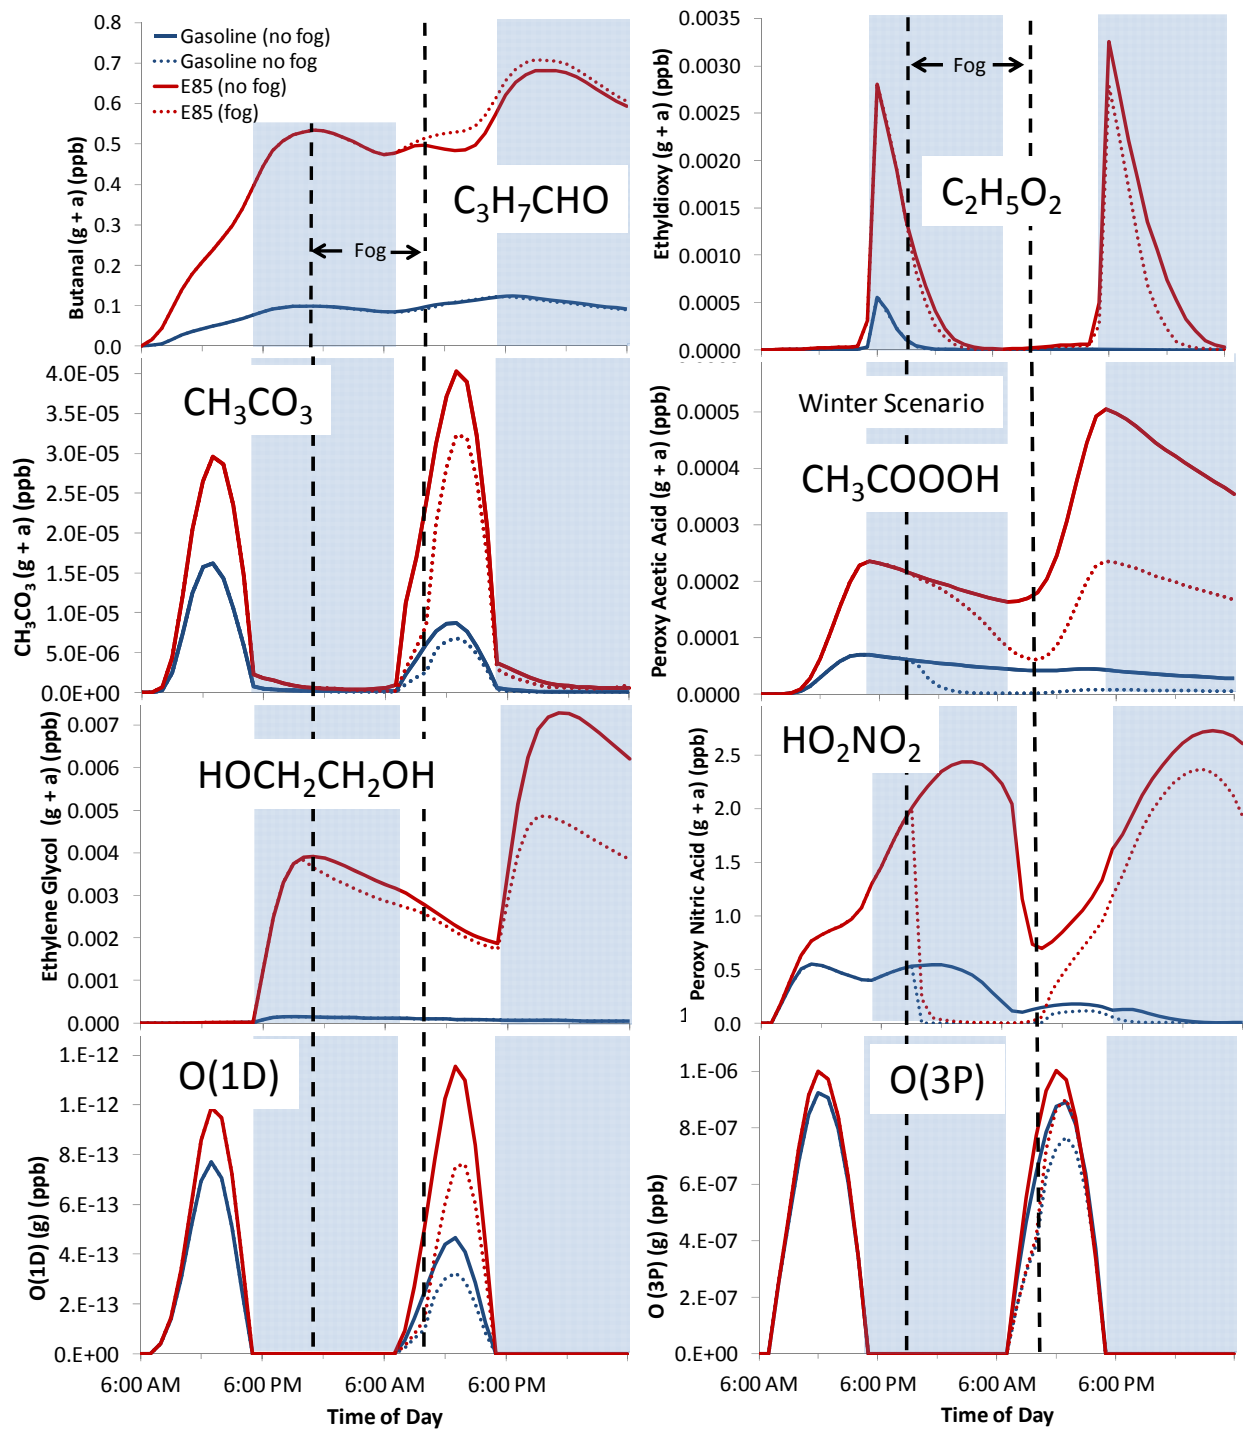 0.8
0.7
0.6
0.5
0.4
0.3
0.2
0.1
0.0
Butanal (g + a) (ppb)
Gasoline (no fog)
Gasoline no fog
E85 (no fog)
E85 (fog)
C3H7CHO
Fog
0.0035
0.0030
0.0025
0.0020
0.0015
0.0010
0.0005
0.0000
Ethyldioxy (g + a) (ppb)
Fog
C2H5O2
4.0E-05
3.5E-05
3.0E-05
2.5E-05
2.0E-05
1.5E-05
1.0E-05
5.0E-06
0.0E+00
CH3CO3 (g + a) (ppb)
CH3CO3
0.0005
0.0004
0.0003
0.0002
0.0001
0.0000
Peroxy Acetic Acid (g + a) (ppb)
Winter Scenario
CH3COOOH
0.007
0.006
0.005
0.004
0.003
0.002
0.001
0.000
Ethylene Glycol (g + a) (ppb)
HOCH2CH2OH
2.5
2.0
1.5
1.0
0.5
0.0
1
Peroxy Nitric Acid (g + a) (ppb)
HO2NO2
1.E-12
1.E-12
8.E-13
6.E-13
4.E-13
2.E-13
0.E+00
O(1D) (g) (ppb)
O(1D)
6:00 AM 6:00 PM 6:00 AM 6:00 PM
Time of Day
1.E-06
8.E-07
6.E-07
4.E-07
2.E-07
0.E+00
O (3P) (g) (ppb)
O(3P)
6:00 AM 6:00 PM 6:00 AM 6:00 PM
Time of Day